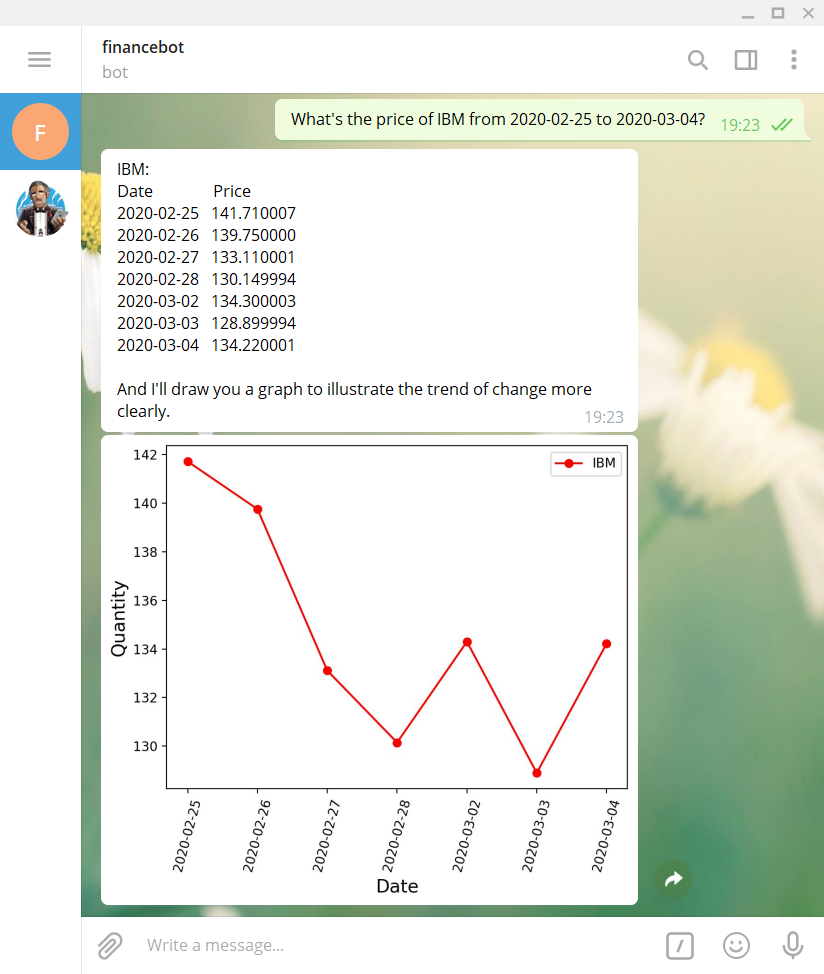 financebot
bot
F
What's the price of IBM from 2020-02-25 to 2020-03-04? 19:23
IBM:
Date Price
2020-02-25 141.710007
2020-02-26 139.750000
2020-02-27 133.110001
2020-02-28 130.149994
2020-03-02 134.300003
2020-03-03 128.899994
2020-03-04 134.220001
And I'll draw you a graph to illustrate the trend of change more
clearly.
19:23
IBM
142
140
138
136
134
132
130
Quantity
2020-02-25
2020-02-26
2020-02-27
2020-02-28
2020-03-02
2020-03-03
2020-03-04
Date
Write a message...